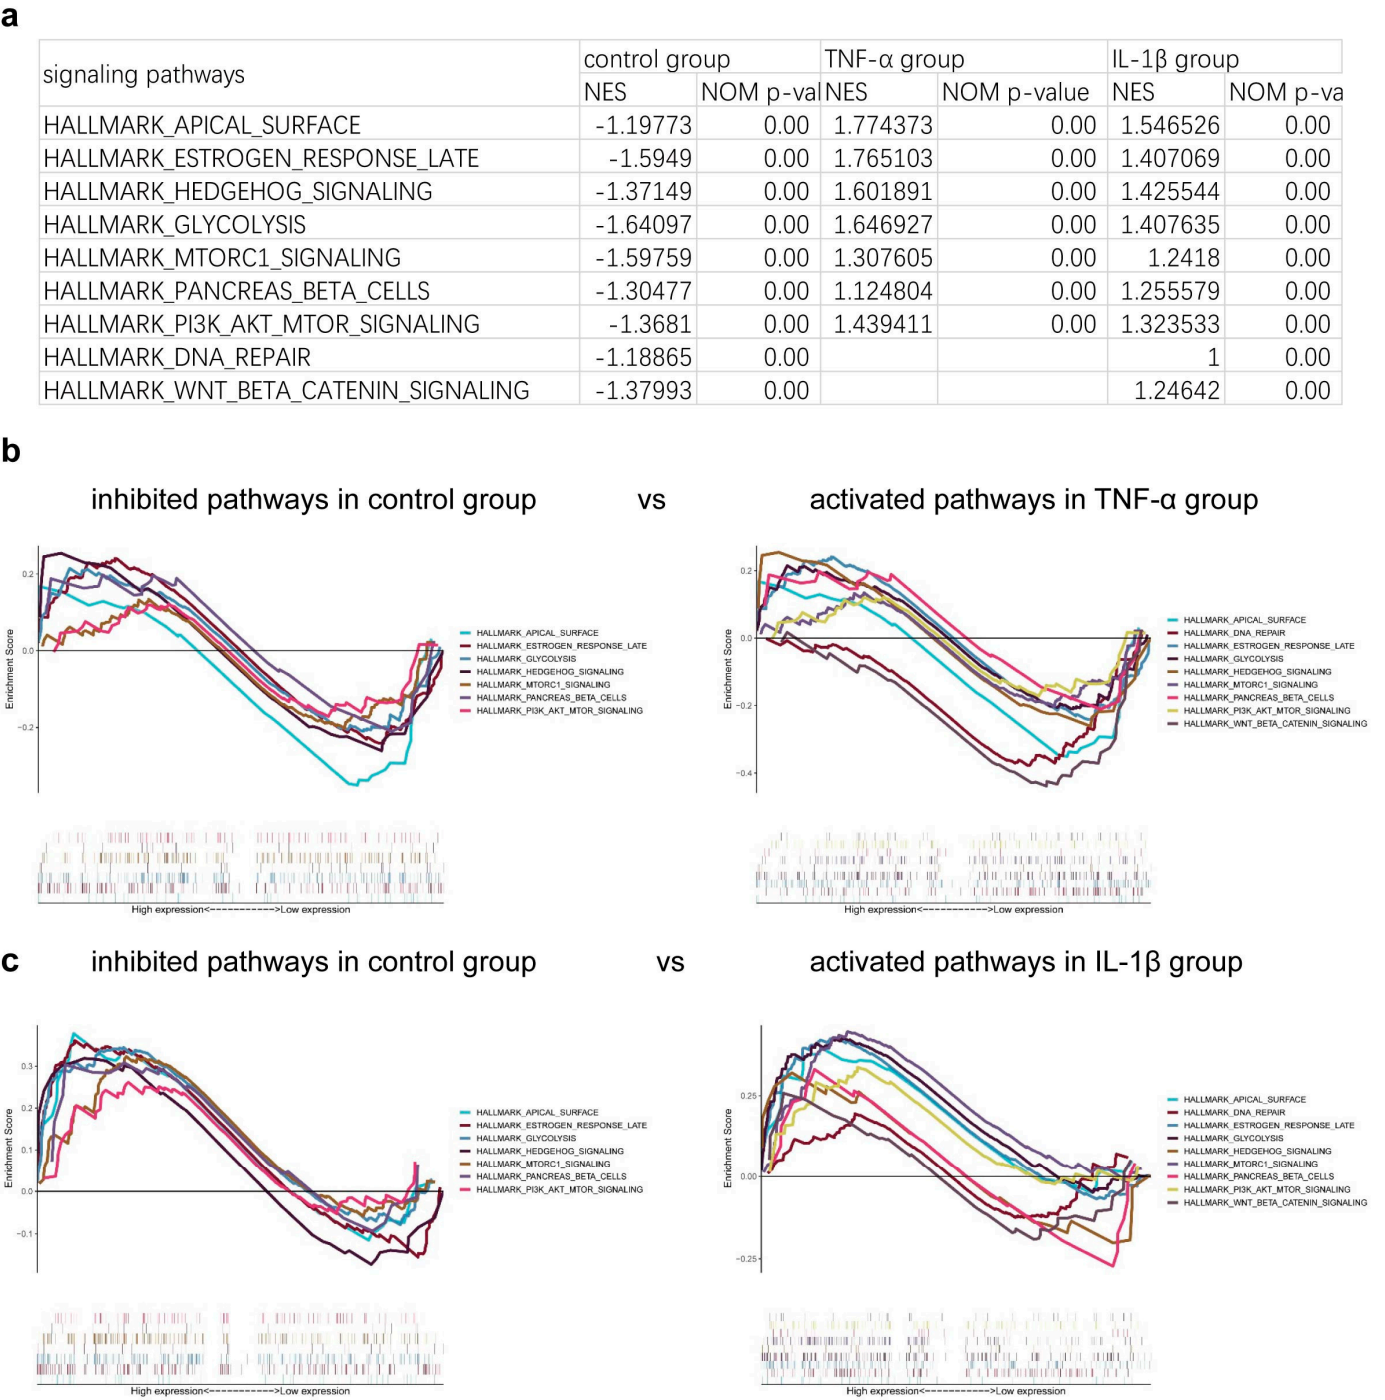 a
signaling pathways control group TNF-α group IL-1β group
NES NOM p-val NES NOM p-value NES NOM p-va
HALLMARK_APICAL_SURFACE -1.19773 0.00 1.774373 0.00 1.546526 0.00
HALLMARK_ESTROGEN_RESPONSE_LATE -1.5949 0.00 1.765103 0.00 1.407069 0.00
HALLMARK_HEDGEHOG_SIGNALING -1.37149 0.00 1.601891 0.00 1.425544 0.00
HALLMARK_GLYCOLYSIS -1.64097 0.00 1.646927 0.00 1.407635 0.00
HALLMARK_MTORC1_SIGNALING -1.59759 0.00 1.307605 0.00 1.2418 0.00
HALLMARK_PANCREAS_BETA_CELLS -1.30477 0.00 1.124804 0.00 1.255579 0.00
HALLMARK_PI3K_AKT_MTOR_SIGNALING -1.3681 0.00 1.439411 0.00 1.323533 0.00
HALLMARK_DNA_REPAIR -1.18865 0.00 1 0.00
HALLMARK_WNT_BETA_CATENIN_SIGNALING -1.37993 0.00 1.24642 0.00
b
inhibited pathways in control group vs activated pathways in TNF-α group
Enrichment Score
0.2
0.0
−0.2
HALLMARK_APICAL_SURFACE
HALLMARK_ESTROGEN_RESPONSE_LATE
HALLMARK_GLYCOLYSIS
HALLMARK_HEDGEHOG_SIGNALING
HALLMARK_MTORC1_SIGNALING
HALLMARK_PANCREAS_BETA_CELLS
HALLMARK_PI3K_AKT_MTOR_SIGNALING
High expression<----------->Low expression
Enrichment Score
0.2
0.0
−0.2
−0.4
HALLMARK_APICAL_SURFACE
HALLMARK_DNA_REPAIR
HALLMARK_ESTROGEN_RESPONSE_LATE
HALLMARK_GLYCOLYSIS
HALLMARK_HEDGEHOG_SIGNALING
HALLMARK_MTORC1_SIGNALING
HALLMARK_PANCREAS_BETA_CELLS
HALLMARK_PI3K_AKT_MTOR_SIGNALING
HALLMARK_WNT_BETA_CATENIN_SIGNALING
High expression<----------->Low expression
c
inhibited pathways in control group vs activated pathways in IL-1β group
Enrichment Score
0.3
0.2
0.1
0.0
−0.1
HALLMARK_APICAL_SURFACE
HALLMARK_ESTROGEN_RESPONSE_LATE
HALLMARK_GLYCOLYSIS
HALLMARK_HEDGEHOG_SIGNALING
HALLMARK_MTORC1_SIGNALING
HALLMARK_PANCREAS_BETA_CELLS
HALLMARK_PI3K_AKT_MTOR_SIGNALING
High expression<----------->Low expression
Enrichment Score
0.25
0.00
−0.25
HALLMARK_APICAL_SURFACE
HALLMARK_DNA_REPAIR
HALLMARK_ESTROGEN_RESPONSE_LATE
HALLMARK_GLYCOLYSIS
HALLMARK_HEDGEHOG_SIGNALING
HALLMARK_MTORC1_SIGNALING
HALLMARK_PANCREAS_BETA_CELLS
HALLMARK_PI3K_AKT_MTOR_SIGNALING
HALLMARK_WNT_BETA_CATENIN_SIGNALING
High expression<----------->Low expression